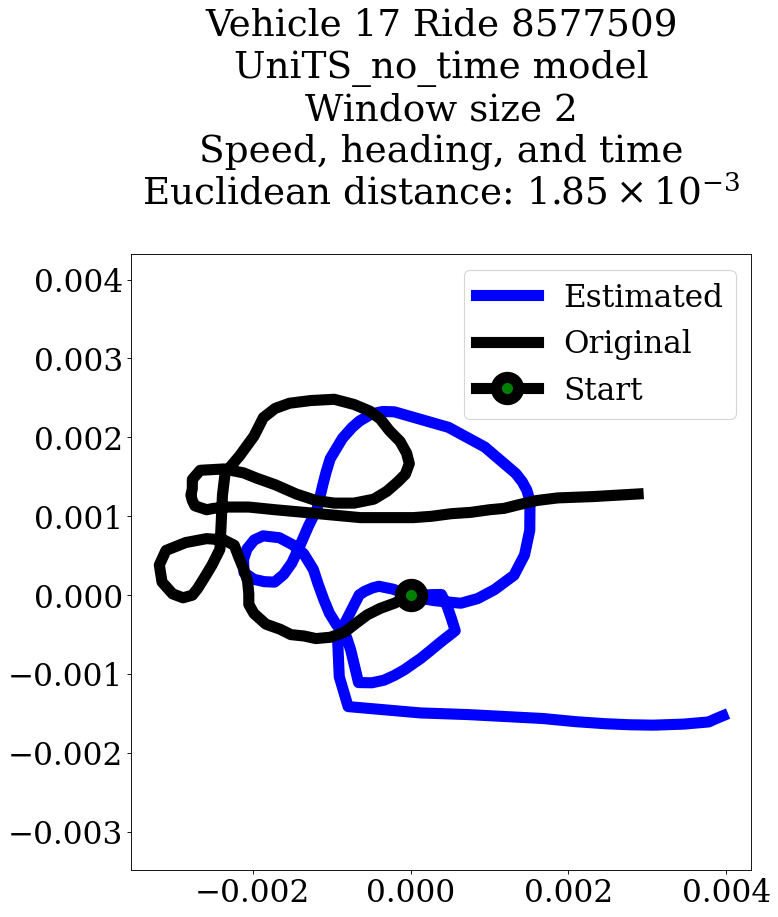 Vehicle 17 Ride 8577509
UniTS_no_time model
Window size 2
Speed, heading, and time
Euclidean distance: 1.85 × 10⁻³
Estimated
Original
Start
0.004
0.003
0.002
0.001
0.000
−0.001
−0.002
−0.003
−0.002 0.000 0.002 0.004